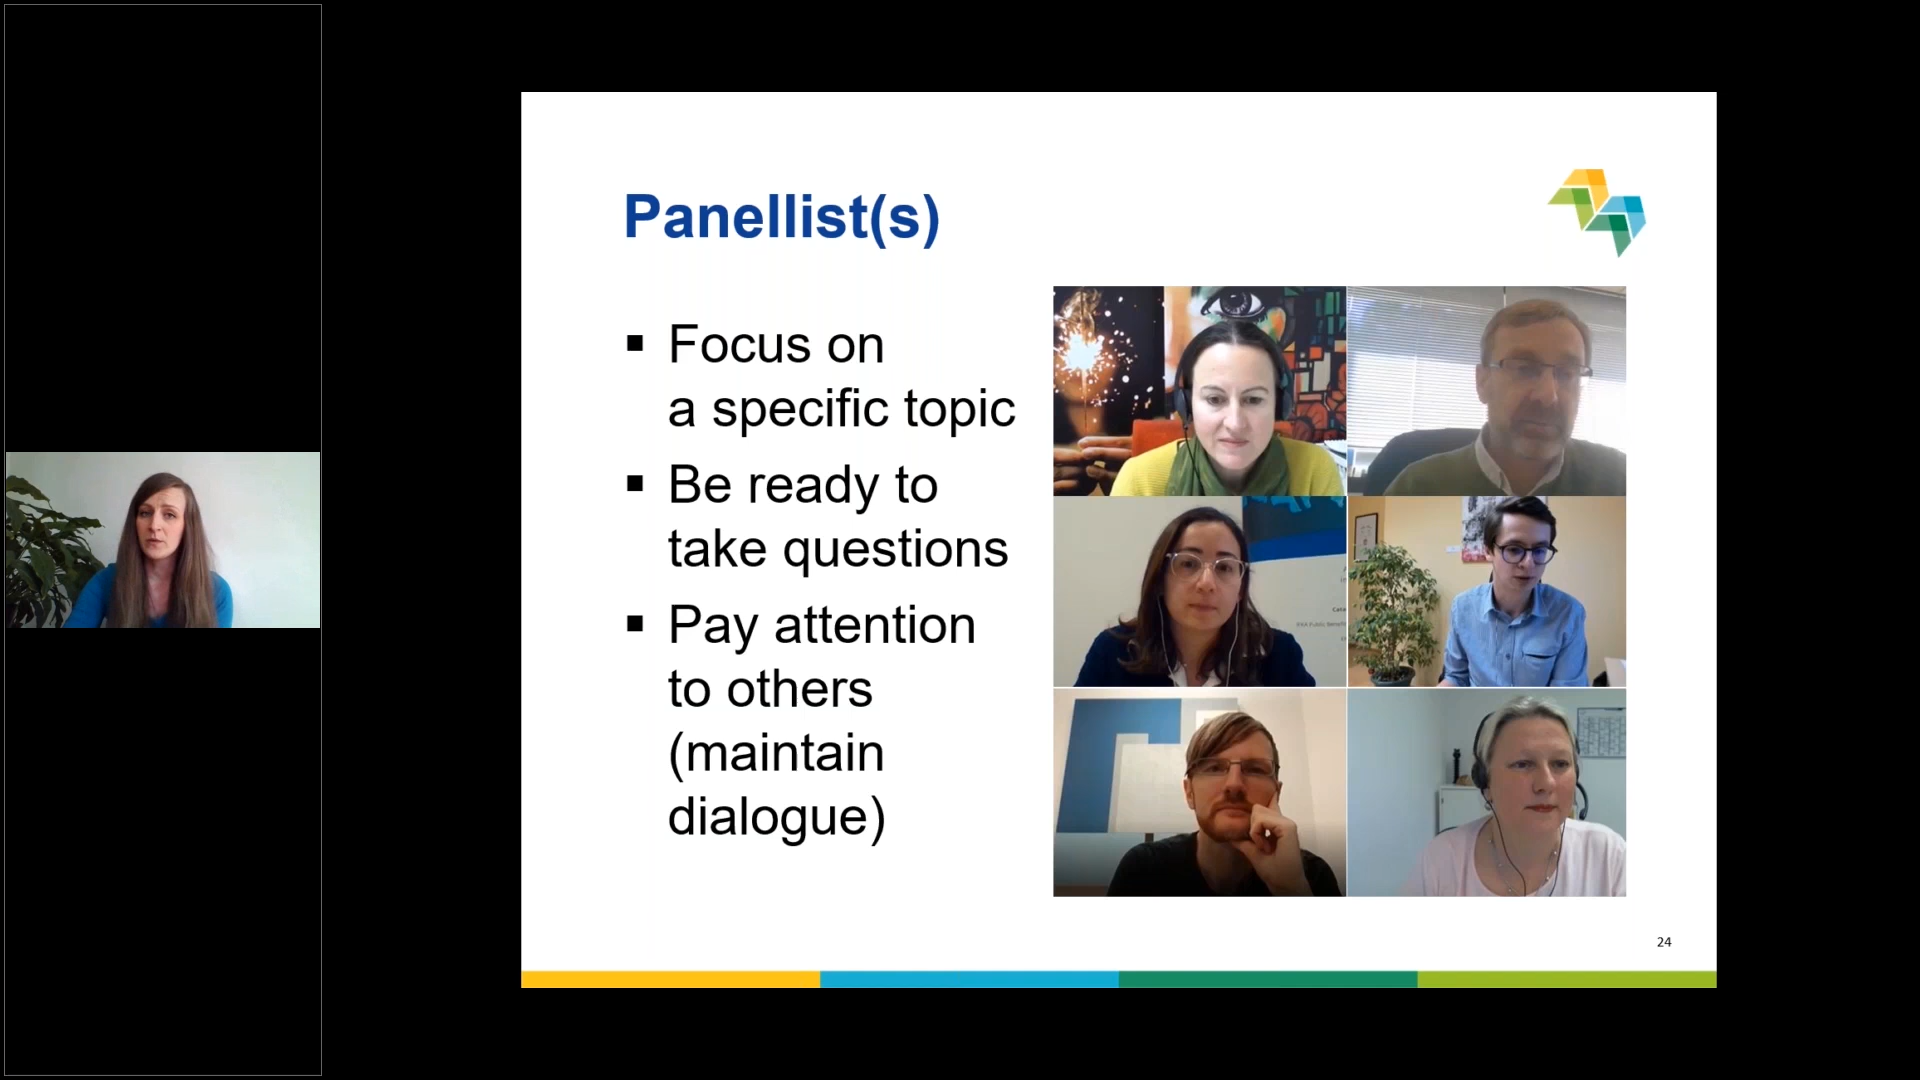 Panellist(s)
▪ Focus on
a specific topic
▪ Be ready to
take questions
▪ Pay attention
to others
(maintain
dialogue)
24